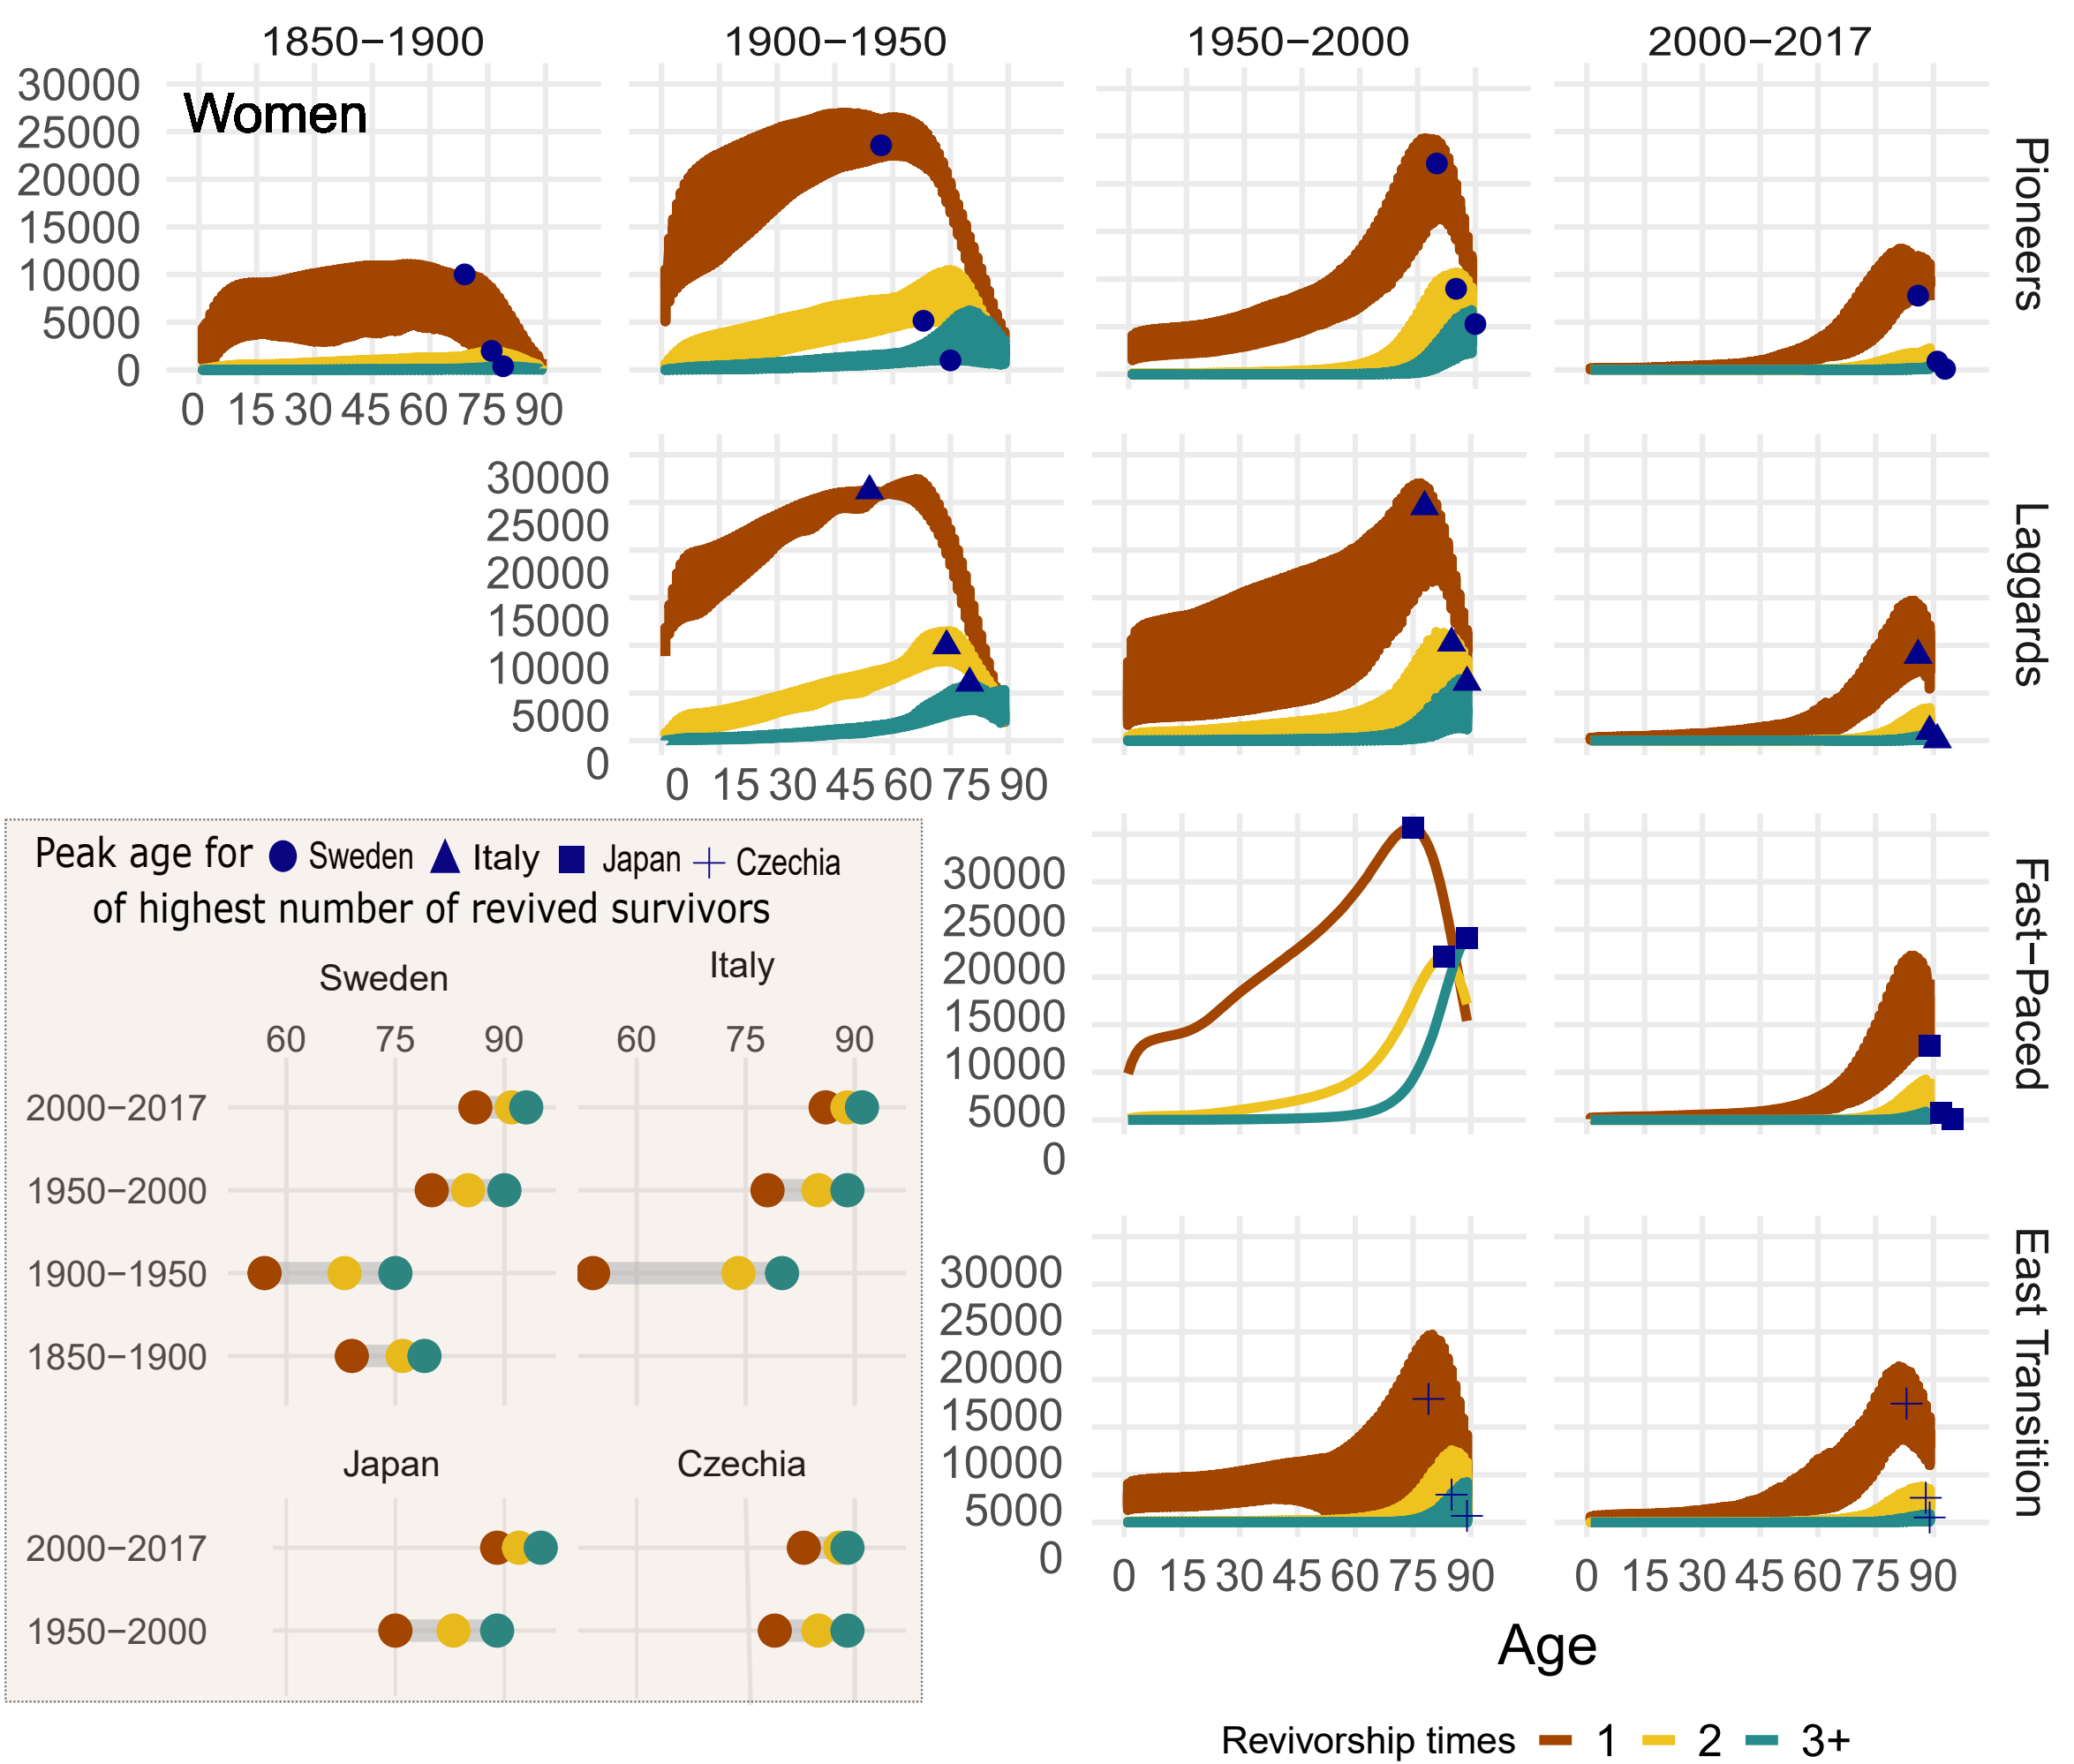 1850−1900 1900−1950 1950−2000 2000−2017
Women
30000
25000
20000
15000
10000
5000
0
0 15 30 45 60 75 90
Pioneers
30000
25000
20000
15000
10000
5000
0
0 15 30 45 60 75 90
Laggards
30000
25000
20000
15000
10000
5000
0
Fast−Paced
30000
25000
20000
15000
10000
5000
0
0 15 30 45 60 75 90 0 15 30 45 60 75 90
East Transition
Age
Peak age for Sweden Italy Japan Czechia
of highest number of revived survivors
Sweden Italy
60 75 90 60 75 90
2000−2017
1950−2000
1900−1950
1850−1900
Japan Czechia
2000−2017
1950−2000
Revivorship times 1 2 3+